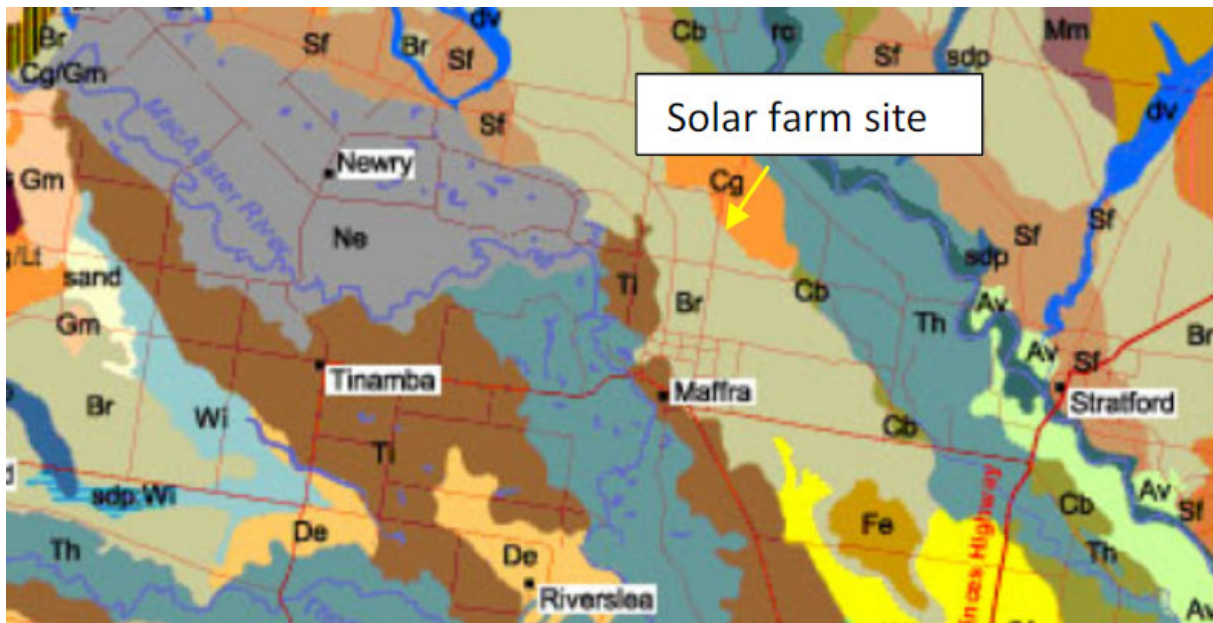 dv
Cb
rc
Mm
Br
Sf
Br
Sf
Sf
sdp
Cg/Gm
Sf
dv
Solar farm site
Macalister River
Newry
Gm
Cg
Sf
Ne
Sf
g/Lt
sand
Ti
sdp
Gm
Br
Cb
Av
Th
Av
Sf
Br
Tinamba
Maffra
Stratford
Br
Wi
Cb
Ti
sdp:Wi
Av
Cb
Sf
De
Fe
Th
De
Th
Riverslea
inces Highway
Av